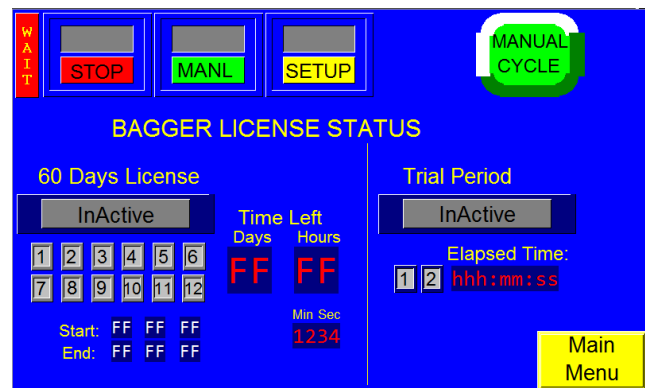 WAIT
STOP
MANL
SETUP
MANUAL
CYCLE
BAGGER LICENSE STATUS
60 Days License
InActive
Time Left
Days Hours
FF FF
1 2 3 4 5 6
7 8 9 10 11 12
Min Sec
1234
Start: FF FF FF
End: FF FF FF
Trial Period
InActive
Elapsed Time:
1 2 hhh:mm:ss
Main
Menu